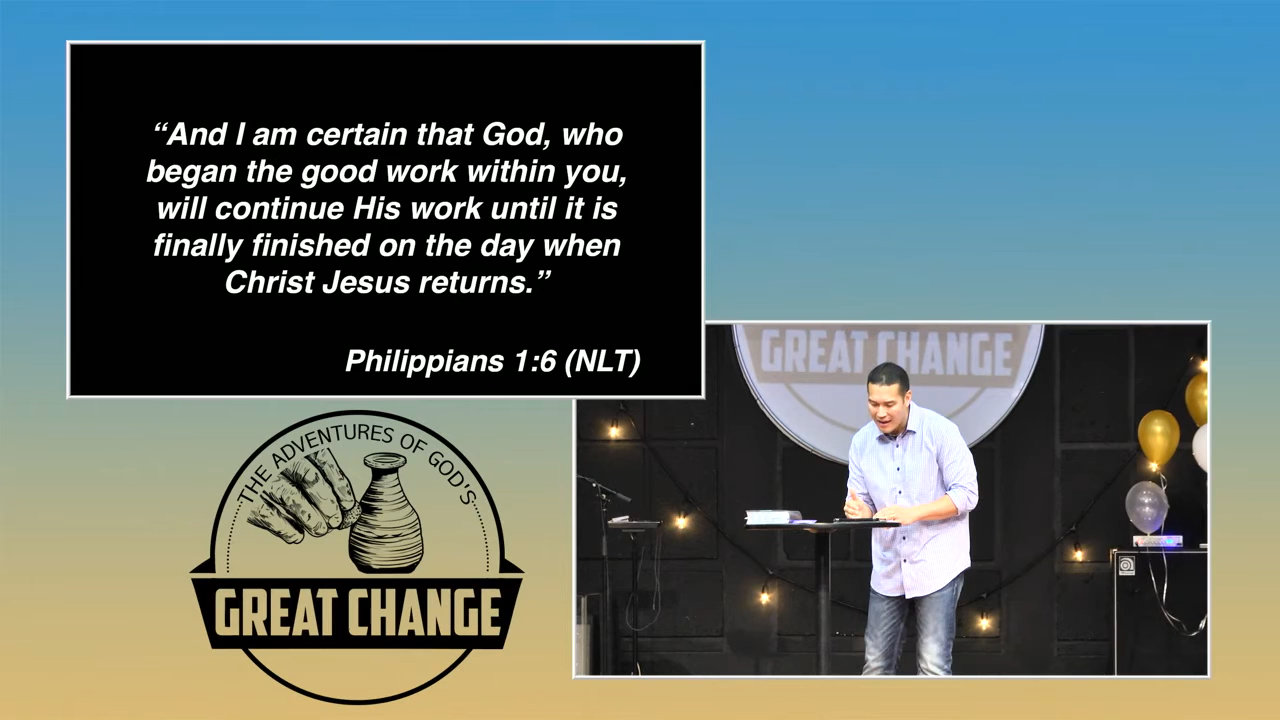 “And I am certain that God, who
began the good work within you,
will continue His work until it is
finally finished on the day when
Christ Jesus returns.”
Philippians 1:6 (NLT)
THE ADVENTURES OF GOD'S
GREAT CHANGE
GREAT CHANGE